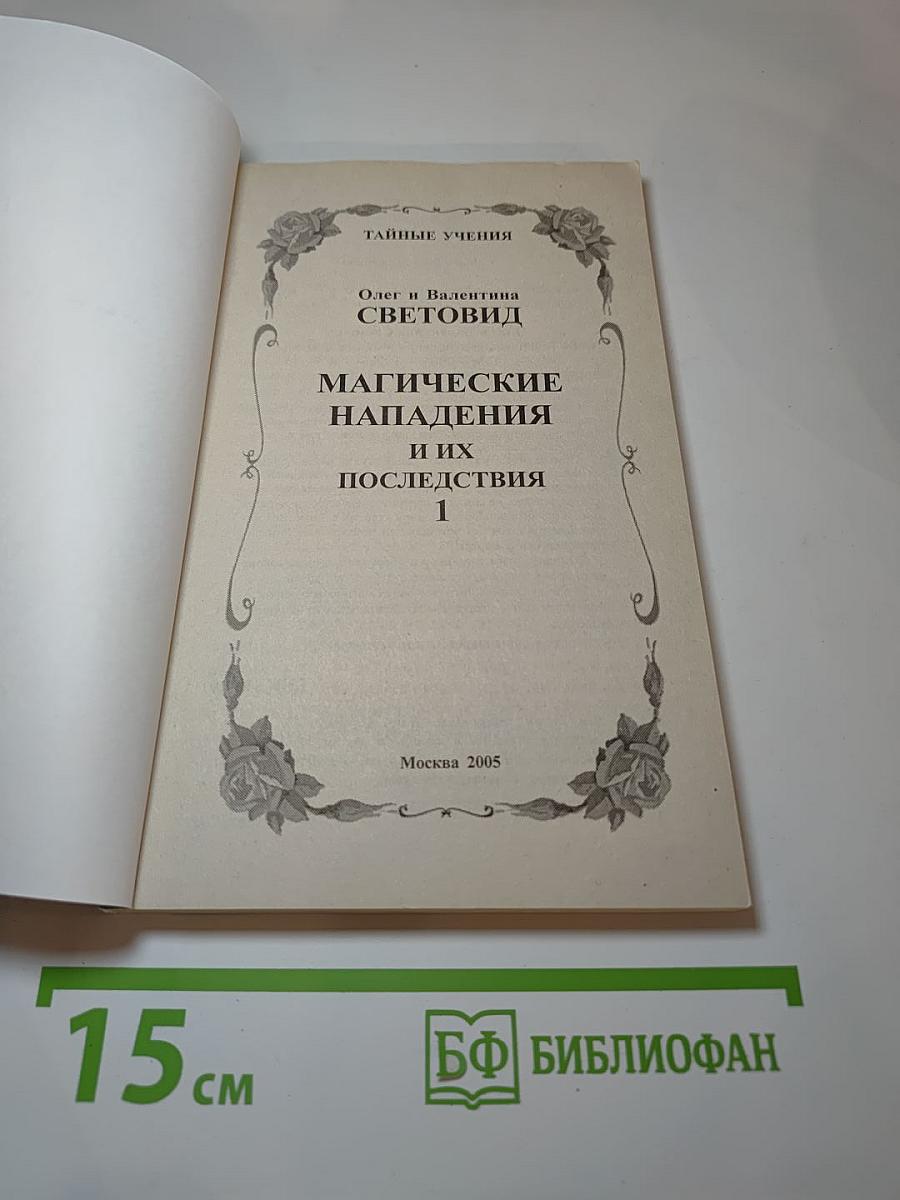 ТАЙНЫЕ УЧЕНИЯ
Олег и Валентина
СВЕТОВИД
МАГИЧЕСКИЕ
НАПАДЕНИЯ
И ИХ
ПОСЛЕДСТВИЯ
1
Москва 2005
15 см
БФ БИБЛИОФАН